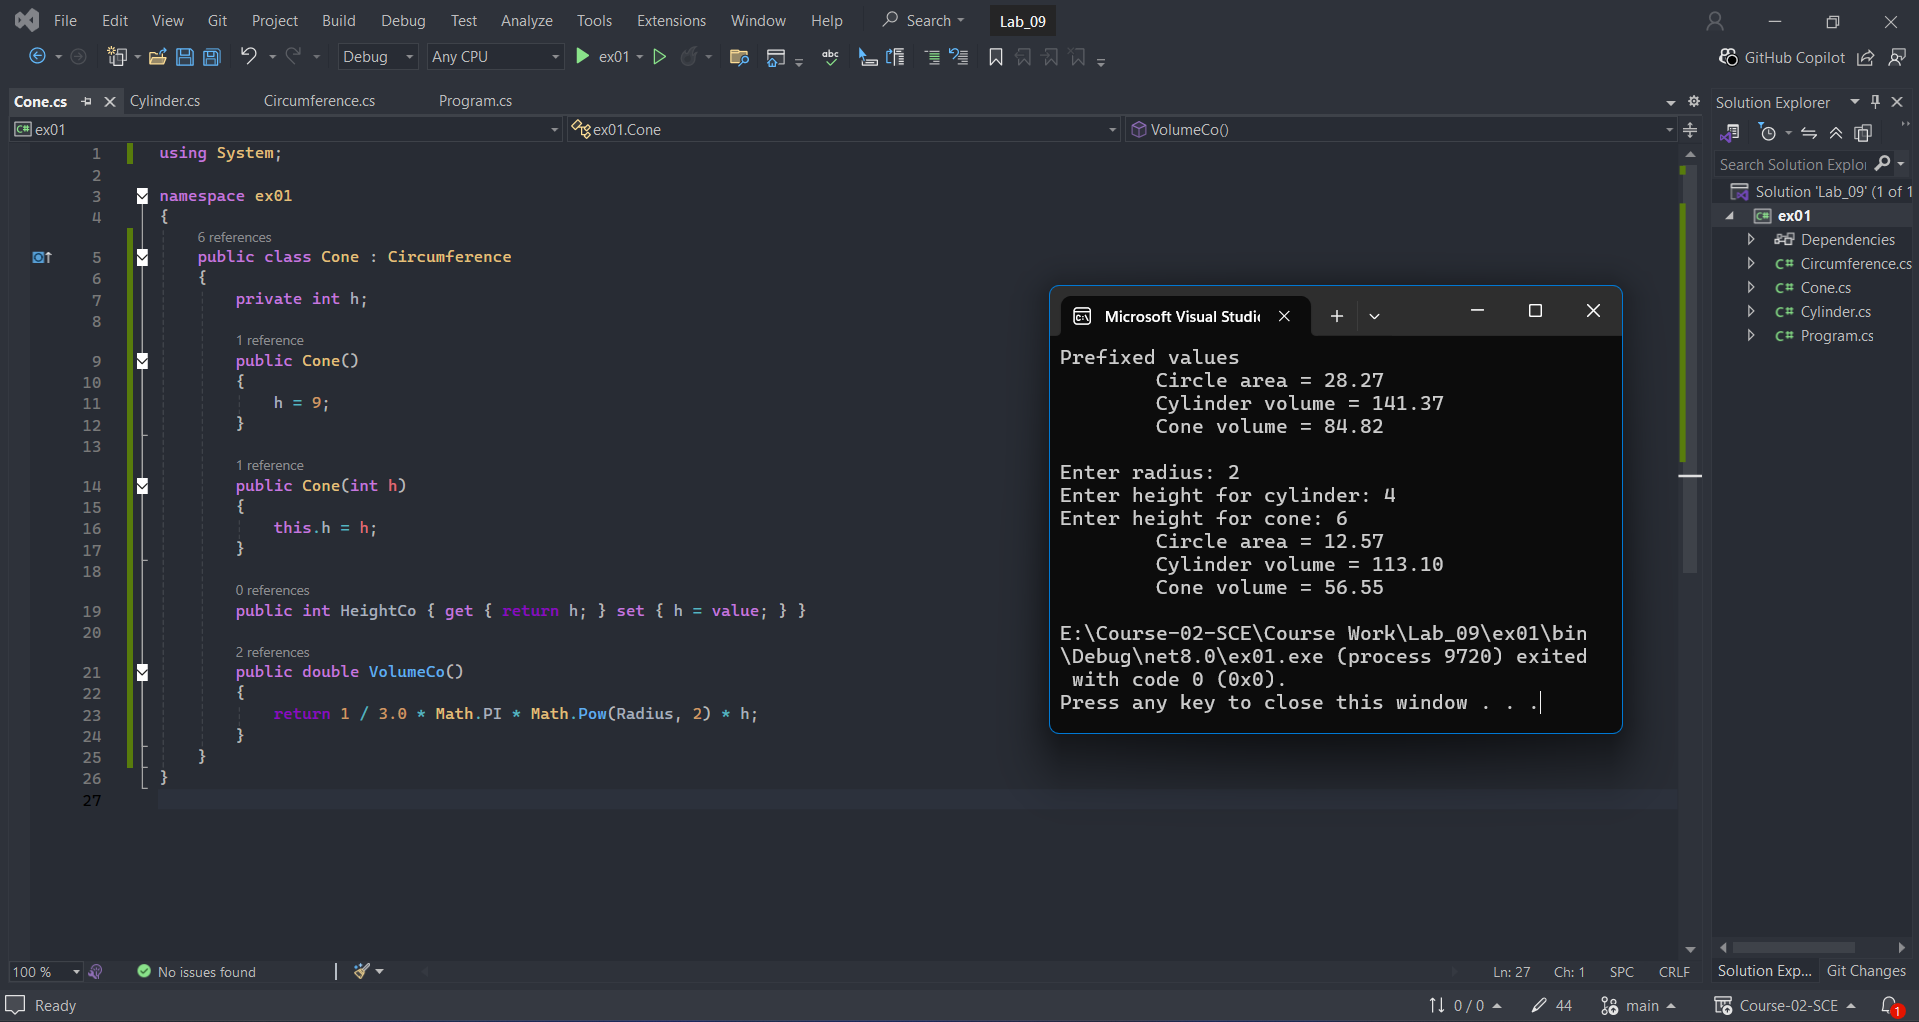 File Edit View Git Project Build Debug Test Analyze Tools Extensions Window Help Search Lab_09
Debug Any CPU ex01 abc GitHub Copilot
Cone.cs Cylinder.cs Circumference.cs Program.cs
C# ex01 ex01.Cone VolumeCo()
1 using System;
2
3 namespace ex01
4 {
6 references
5 public class Cone : Circumference
6 {
7 private int h;
8
1 reference
9 public Cone()
10 {
11 h = 9;
12 }
13
1 reference
14 public Cone(int h)
15 {
16 this.h = h;
17 }
18
0 references
19 public int HeightCo { get { return h; } set { h = value; } }
20
2 references
21 public double VolumeCo()
22 {
23 return 1 / 3.0 * Math.PI * Math.Pow(Radius, 2) * h;
24 }
25 }
26 }
27
Microsoft Visual Studi
Prefixed values
Circle area = 28.27
Cylinder volume = 141.37
Cone volume = 84.82
Enter radius: 2
Enter height for cylinder: 4
Enter height for cone: 6
Circle area = 12.57
Cylinder volume = 113.10
Cone volume = 56.55
E:\Course-02-SCE\Course Work\Lab_09\ex01\bin
\Debug\net8.0\ex01.exe (process 9720) exited
with code 0 (0x0).
Press any key to close this window . . .
Solution Explorer
Search Solution Explo
Solution 'Lab_09' (1 of 1
C# ex01
Dependencies
C# Circumference.cs
C# Cone.cs
C# Cylinder.cs
C# Program.cs
100 % No issues found Ln: 27 Ch: 1 SPC CRLF
Solution Exp... Git Changes
Ready 0 / 0 44 main Course-02-SCE 1